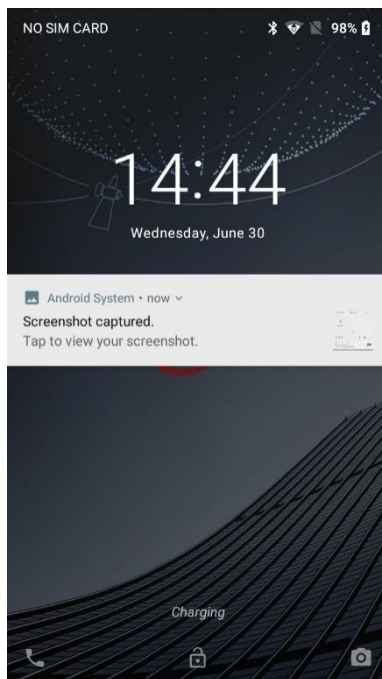 NO SIM CARD 98%
14:44
Wednesday, June 30
Android System • now
Screenshot captured.
Tap to view your screenshot.
Charging